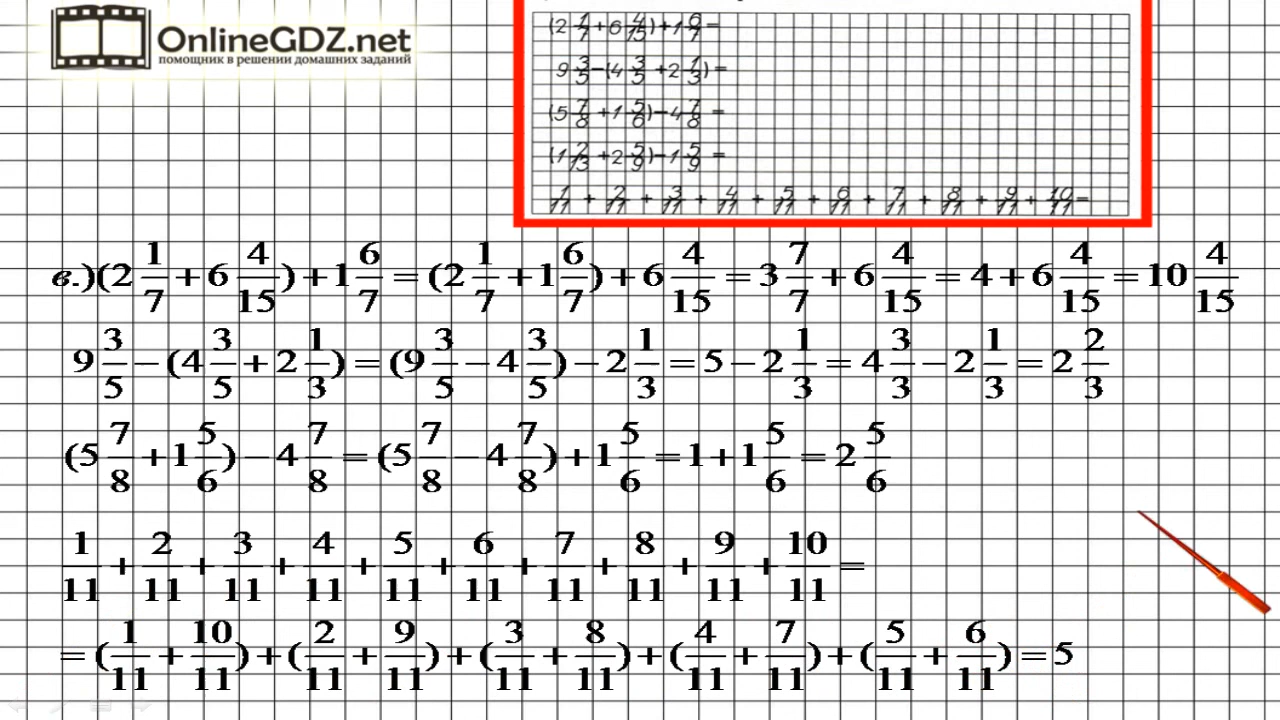 OnlineGDZ.net
помощник в решении домашних заданий
(2 1/7 + 6 4/15) + 1 6/7 =
9 3/5 − (4 3/5 + 2 1/3) =
(5 7/8 + 1 5/6) − 4 7/8 =
(1 2/13 + 2 5/9) − 1 5/9 =
1/11 + 2/11 + 3/11 + 4/11 + 5/11 + 6/11 + 7/11 + 8/11 + 9/11 + 10/11 =
в.) (2 1/7 + 6 4/15) + 1 6/7 = (2 1/7 + 1 6/7) + 6 4/15 = 3 7/7 + 6 4/15 = 4 + 6 4/15 = 10 4/15
9 3/5 − (4 3/5 + 2 1/3) = (9 3/5 − 4 3/5) − 2 1/3 = 5 − 2 1/3 = 4 3/3 − 2 1/3 = 2 2/3
(5 7/8 + 1 5/6) − 4 7/8 = (5 7/8 − 4 7/8) + 1 5/6 = 1 + 1 5/6 = 2 5/6
1/11 + 2/11 + 3/11 + 4/11 + 5/11 + 6/11 + 7/11 + 8/11 + 9/11 + 10/11 =
= (1/11 + 10/11) + (2/11 + 9/11) + (3/11 + 8/11) + (4/11 + 7/11) + (5/11 + 6/11) = 5